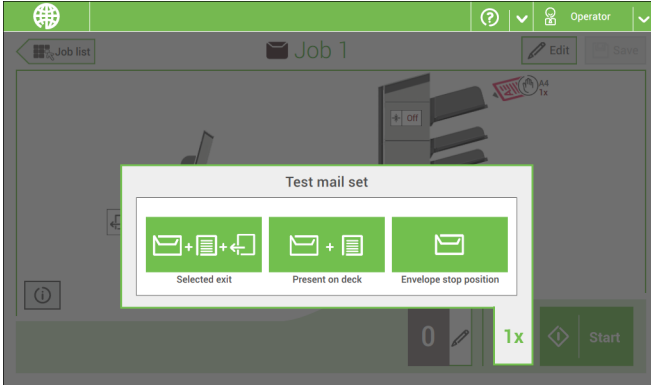 Operator
Job list
Job 1
Edit
Save
A4
1x
Off
Test mail set
Selected exit
Present on deck
Envelope stop position
0
1x
Start